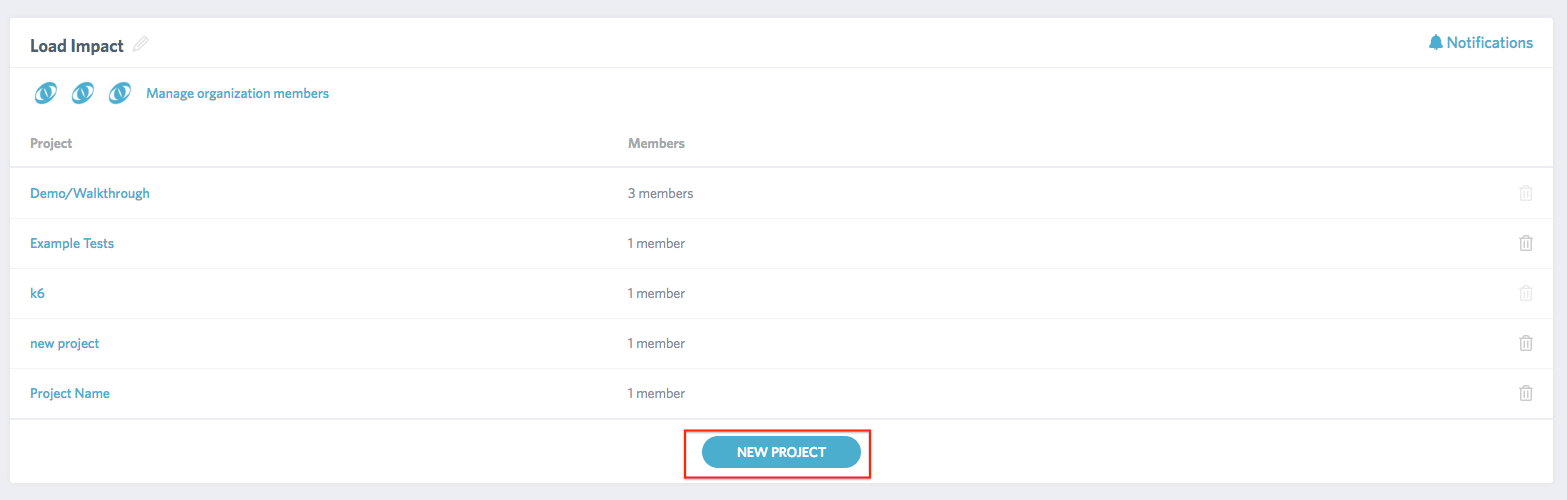 Load Impact
Notifications
Manage organization members
Project Members
Demo/Walkthrough 3 members
Example Tests 1 member
k6 1 member
new project 1 member
Project Name 1 member
NEW PROJECT